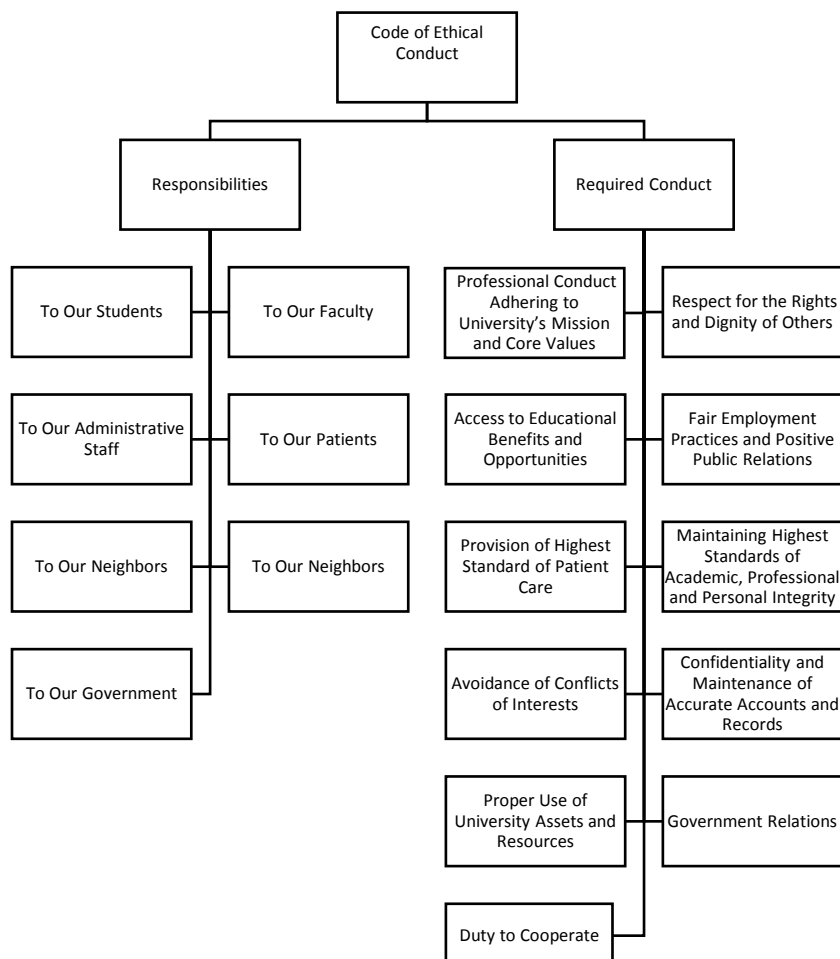 Code of Ethical
Conduct
Responsibilities
Required Conduct
To Our Students
To Our Faculty
Professional Conduct
Adhering to
University’s Mission
and Core Values
Respect for the Rights
and Dignity of Others
To Our Administrative
Staff
To Our Patients
Access to Educational
Benefits and
Opportunities
Fair Employment
Practices and Positive
Public Relations
To Our Neighbors
To Our Neighbors
Provision of Highest
Standard of Patient
Care
Maintaining Highest
Standards of
Academic, Professional
and Personal Integrity
To Our Government
Avoidance of Conflicts
of Interests
Confidentiality and
Maintenance of
Accurate Accounts and
Records
Proper Use of
University Assets and
Resources
Government Relations
Duty to Cooperate